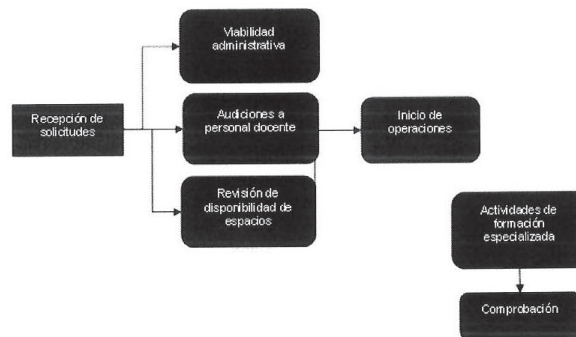 Viabilidad
administrativa
Recepción de
solicitudes
Audiciones a
personal docente
Inicio de
operaciones
Revisión de
disponibilidad de
espacios
Actividades de
formación
especializada
Comprobación